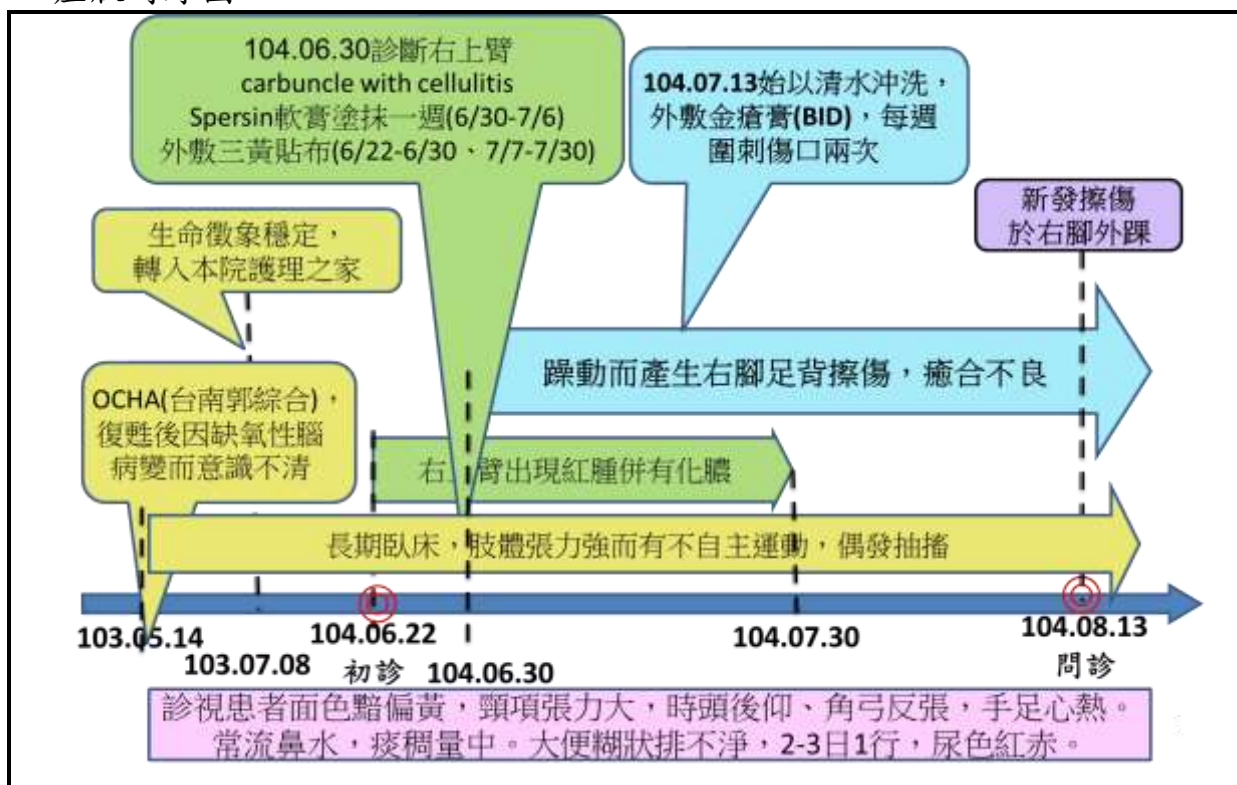 104.06.30診斷右上臂
carbuncle with cellulitis
Spersin軟膏塗抹一週(6/30-7/6)
外敷三黃貼布(6/22-6/30、7/7-7/30)
104.07.13始以清水沖洗，
外敷金瘡膏(BID)，每週
圍刺傷口兩次
新發擦傷
於右腳外踝
生命徵象穩定，
轉入本院護理之家
躁動而產生右腳足背擦傷，癒合不良
OCHA(台南郭綜合)，
復甦後因缺氧性腦
病變而意識不清
右上臂出現紅腫併有化膿
長期臥床，肢體張力強而有不自主運動，偶發抽搐
103.05.14
103.07.08
104.06.22
初診
104.06.30
104.07.30
104.08.13
問診
診視患者面色黯偏黃，頸項張力大，時頭後仰、角弓反張，手足心熱。
常流鼻水，痰稠量中。大便糊狀排不淨，2-3日1行，尿色紅赤。